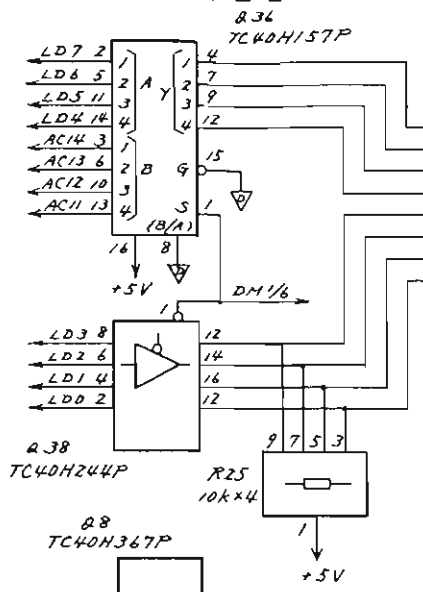 Q36
TC40H157P
LD7 2 1 A Y 1 4
LD6 5 2 2 7
LD5 11 3 3 9
LD4 14 4 4 12
AC14 3 1 B
AC13 6 2 G 15
AC12 10 3 D
AC11 13 4 S 1
(B/A)
16 8
D
+5V
1 DM1/6
LD3 8 12
LD2 6 14
LD1 4 16
LD0 2 12
9 7 5 3
Q38
TC40H244P
R25
10k×4
Q8
TC40H367P
1
+5V